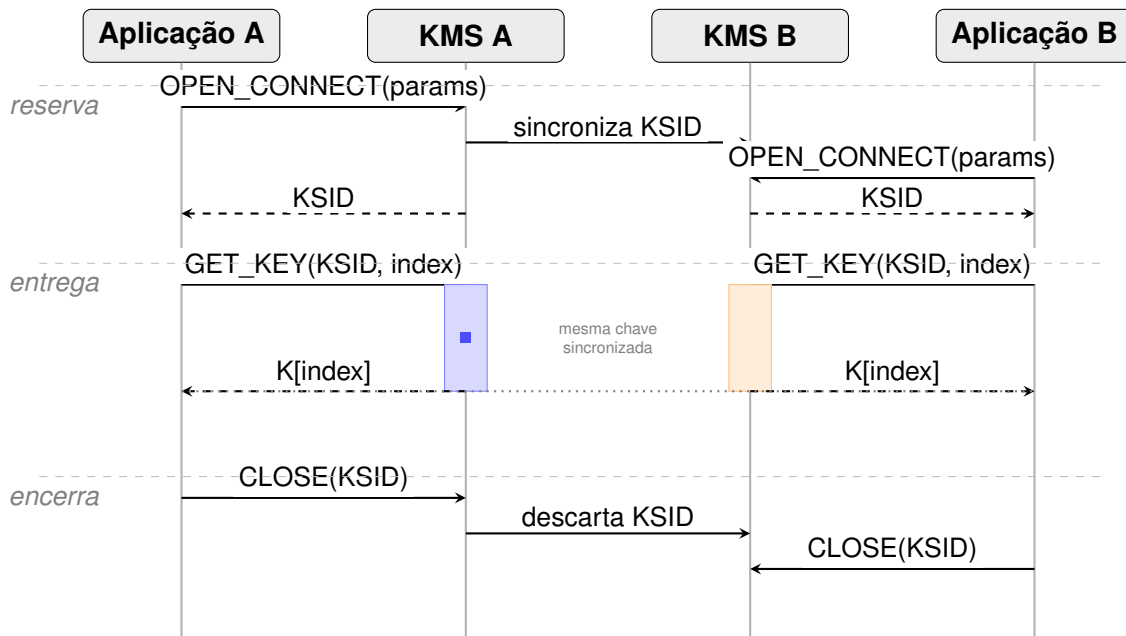 Aplicação A
KMS A
KMS B
Aplicação B
reserva
OPEN_CONNECT(params)
sincroniza KSID
OPEN_CONNECT(params)
KSID
KSID
entrega
GET_KEY(KSID, index)
GET_KEY(KSID, index)
mesma chave
sincronizada
K[index]
K[index]
encerra
CLOSE(KSID)
descarta KSID
CLOSE(KSID)